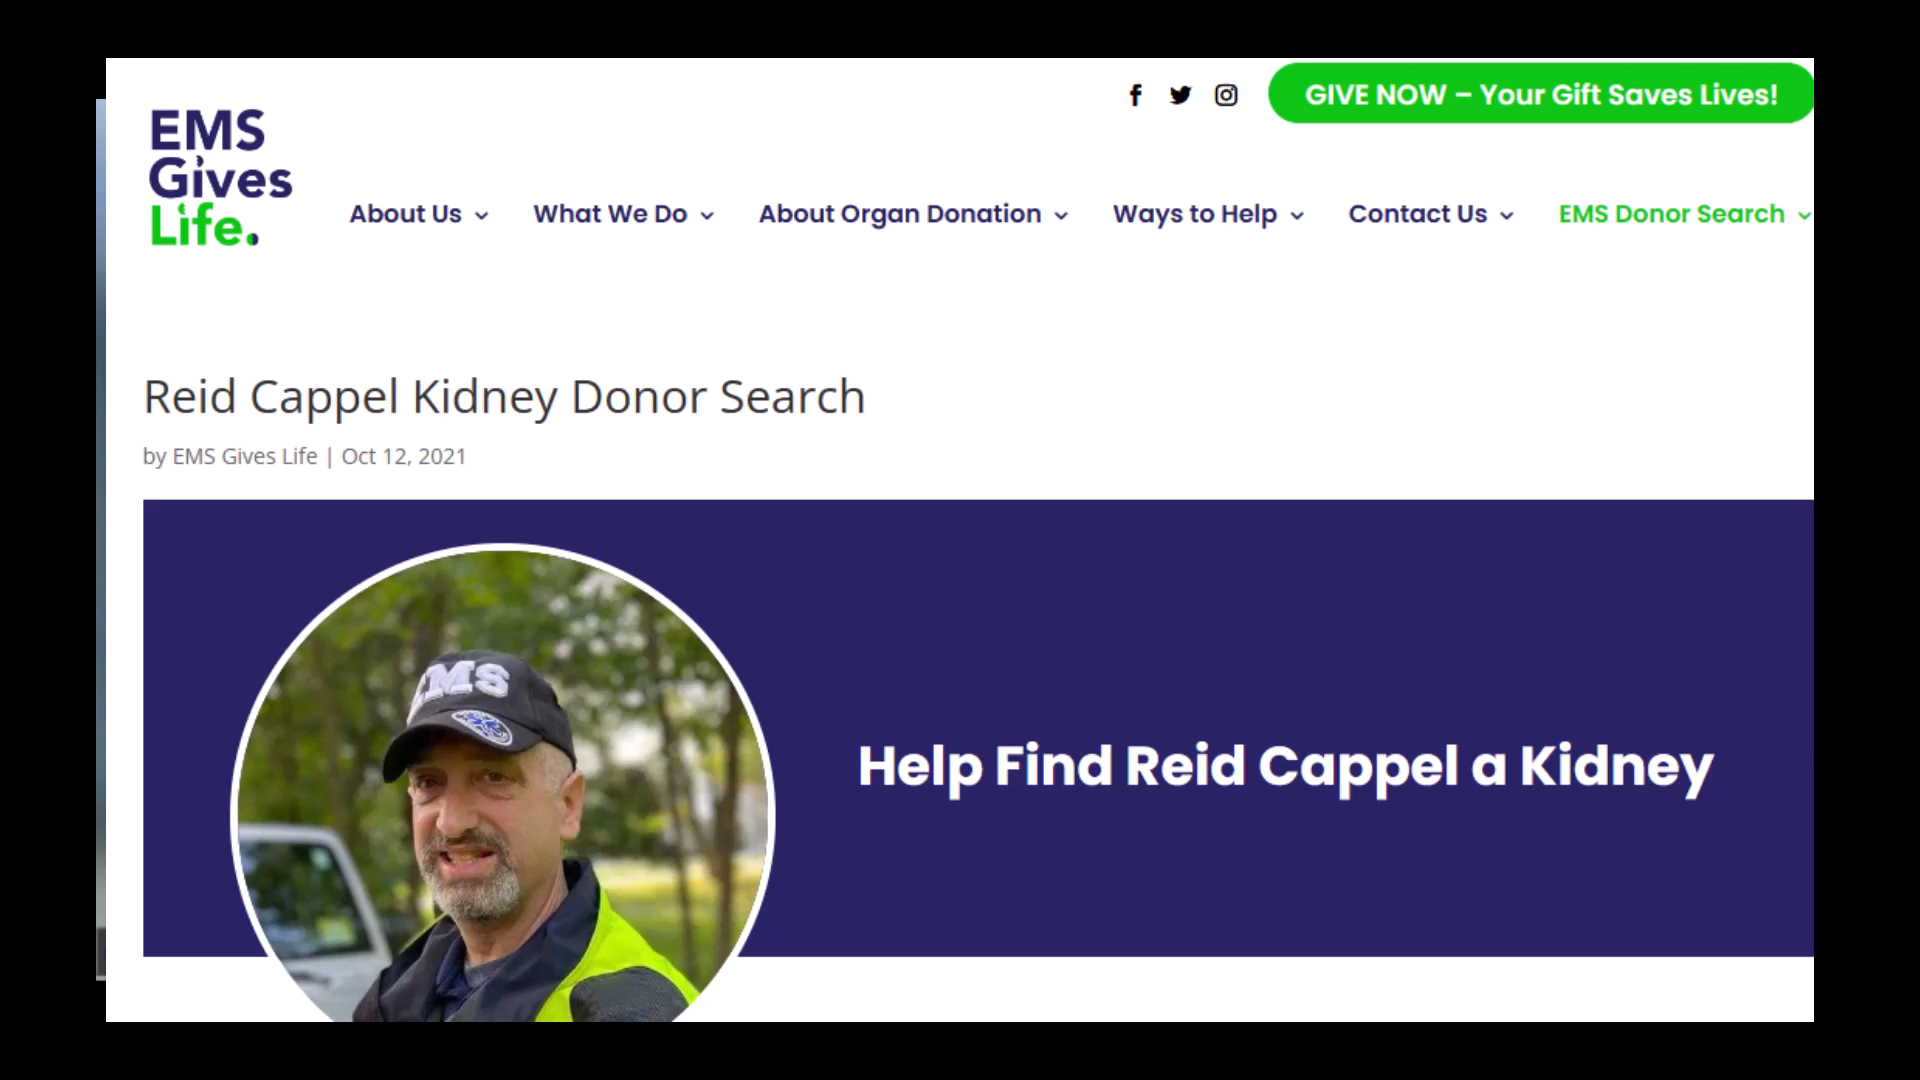 GIVE NOW – Your Gift Saves Lives!
EMS
Gives
Life.
About Us
What We Do
About Organ Donation
Ways to Help
Contact Us
EMS Donor Search
Reid Cappel Kidney Donor Search
by EMS Gives Life | Oct 12, 2021
EMS
Help Find Reid Cappel a Kidney